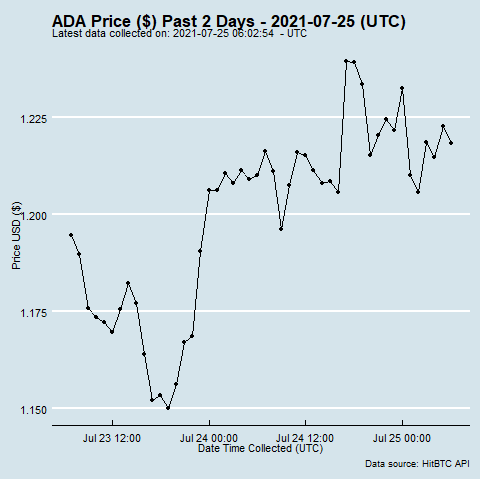 ADA Price ($) Past 2 Days - 2021-07-25 (UTC)
Latest data collected on: 2021-07-25 06:02:54  - UTC
Price USD ($)
1.225
1.200
1.175
1.150
Jul 23 12:00
Jul 24 00:00
Jul 24 12:00
Jul 25 00:00
Date Time Collected (UTC)
Data source: HitBTC API